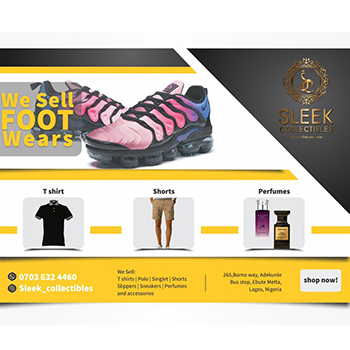 We Sell
FOOT
Wears
SLEEK
COLLECTIBLES
T shirt
Shorts
Perfumes
0703 632 4460
Sleek_collectibles
We Sell:
T shirts | Polo | Singlet | Shorts
Slippers | Sneakers | Perfumes
and accessories
265,Borno way, Adekunle
Bus stop, Ebute Metta,
Lagos, Nigeria
shop now!